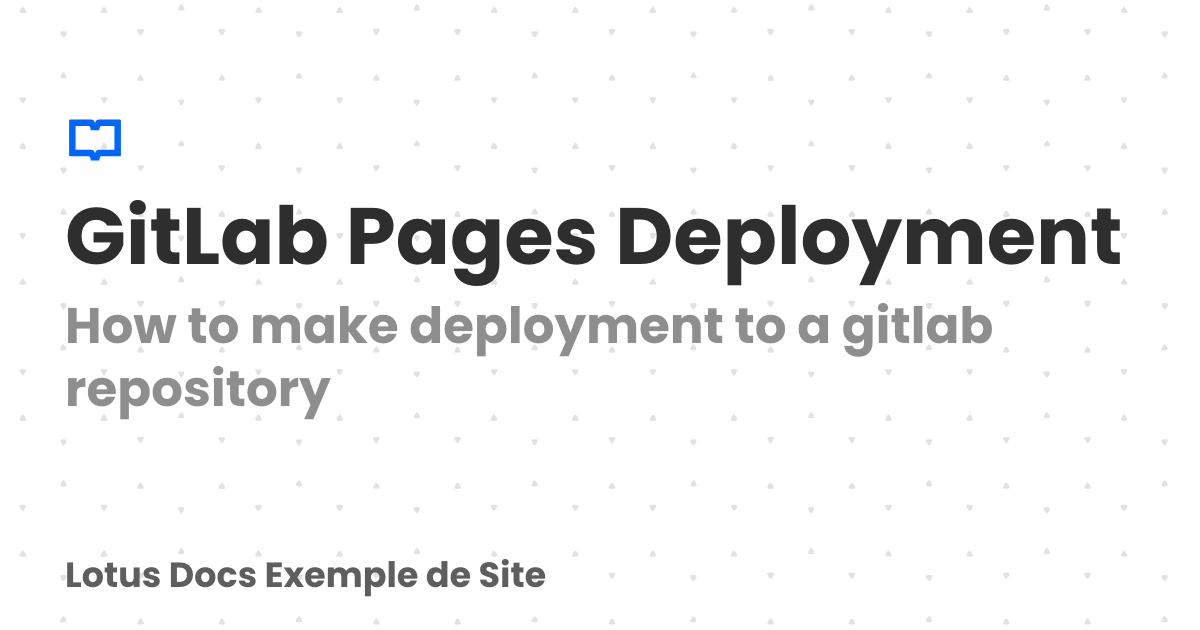 GitLab Pages Deployment
How to make deployment to a gitlab
repository
Lotus Docs Exemple de Site